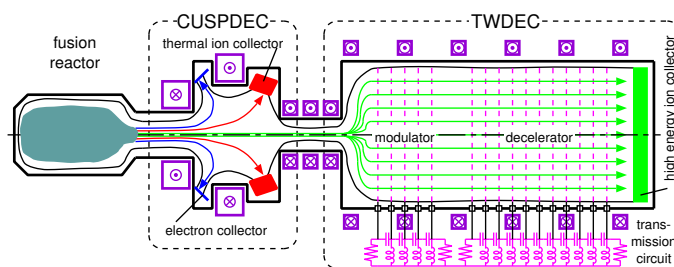 CUSPDEC
TWDEC
fusion
reactor
thermal ion collector
modulator
decelerator
high energy ion collector
electron collector
trans-
mission
circuit